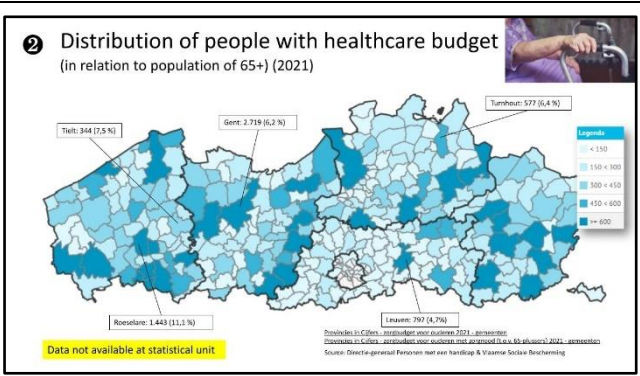 ❷ Distribution of people with healthcare budget
(in relation to population of 65+) (2021)
Turnhout: 577 (6,4 %)
Gent: 2.719 (6,2 %)
Tielt: 344 (7,5 %)
Legende
< 150
150 < 300
300 < 450
450 < 600
>= 600
Roeselare: 1.443 (11,1 %)
Leuven: 797 (4,7%)
Data not available at statistical unit
Provincies in Cijfers - zorgbudget voor ouderen 2021 - gemeenten
Provincies in Cijfers - zorgbudget voor ouderen met zorgnood (t.o.v. 65-plussers) 2021 - gemeenten
Source: Directie-generaal Personen met een handicap & Vlaamse Sociale Bescherming